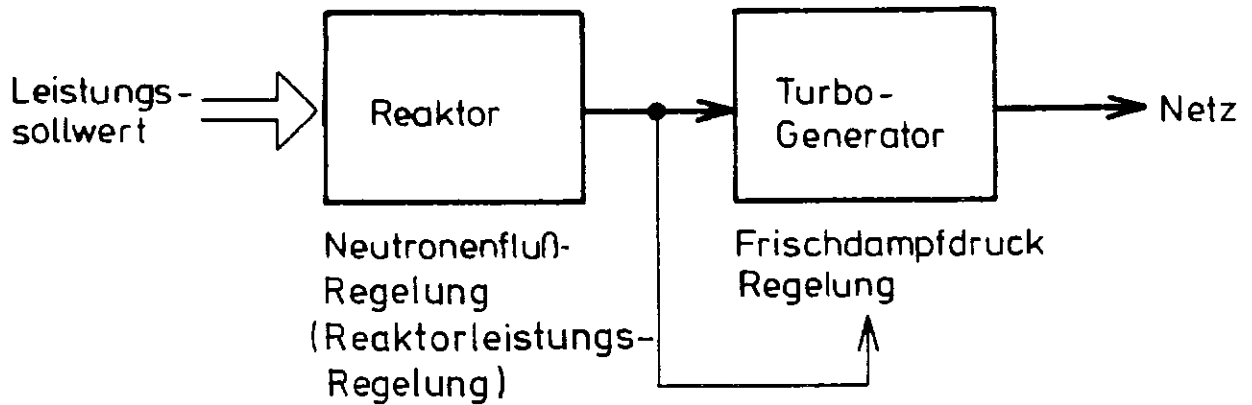 Leistungs-
sollwert
Reaktor
Turbo-
Generator
Netz
Neutronenfluß-
Regelung
(Reaktorleistungs-
Regelung)
Frischdampfdruck
Regelung